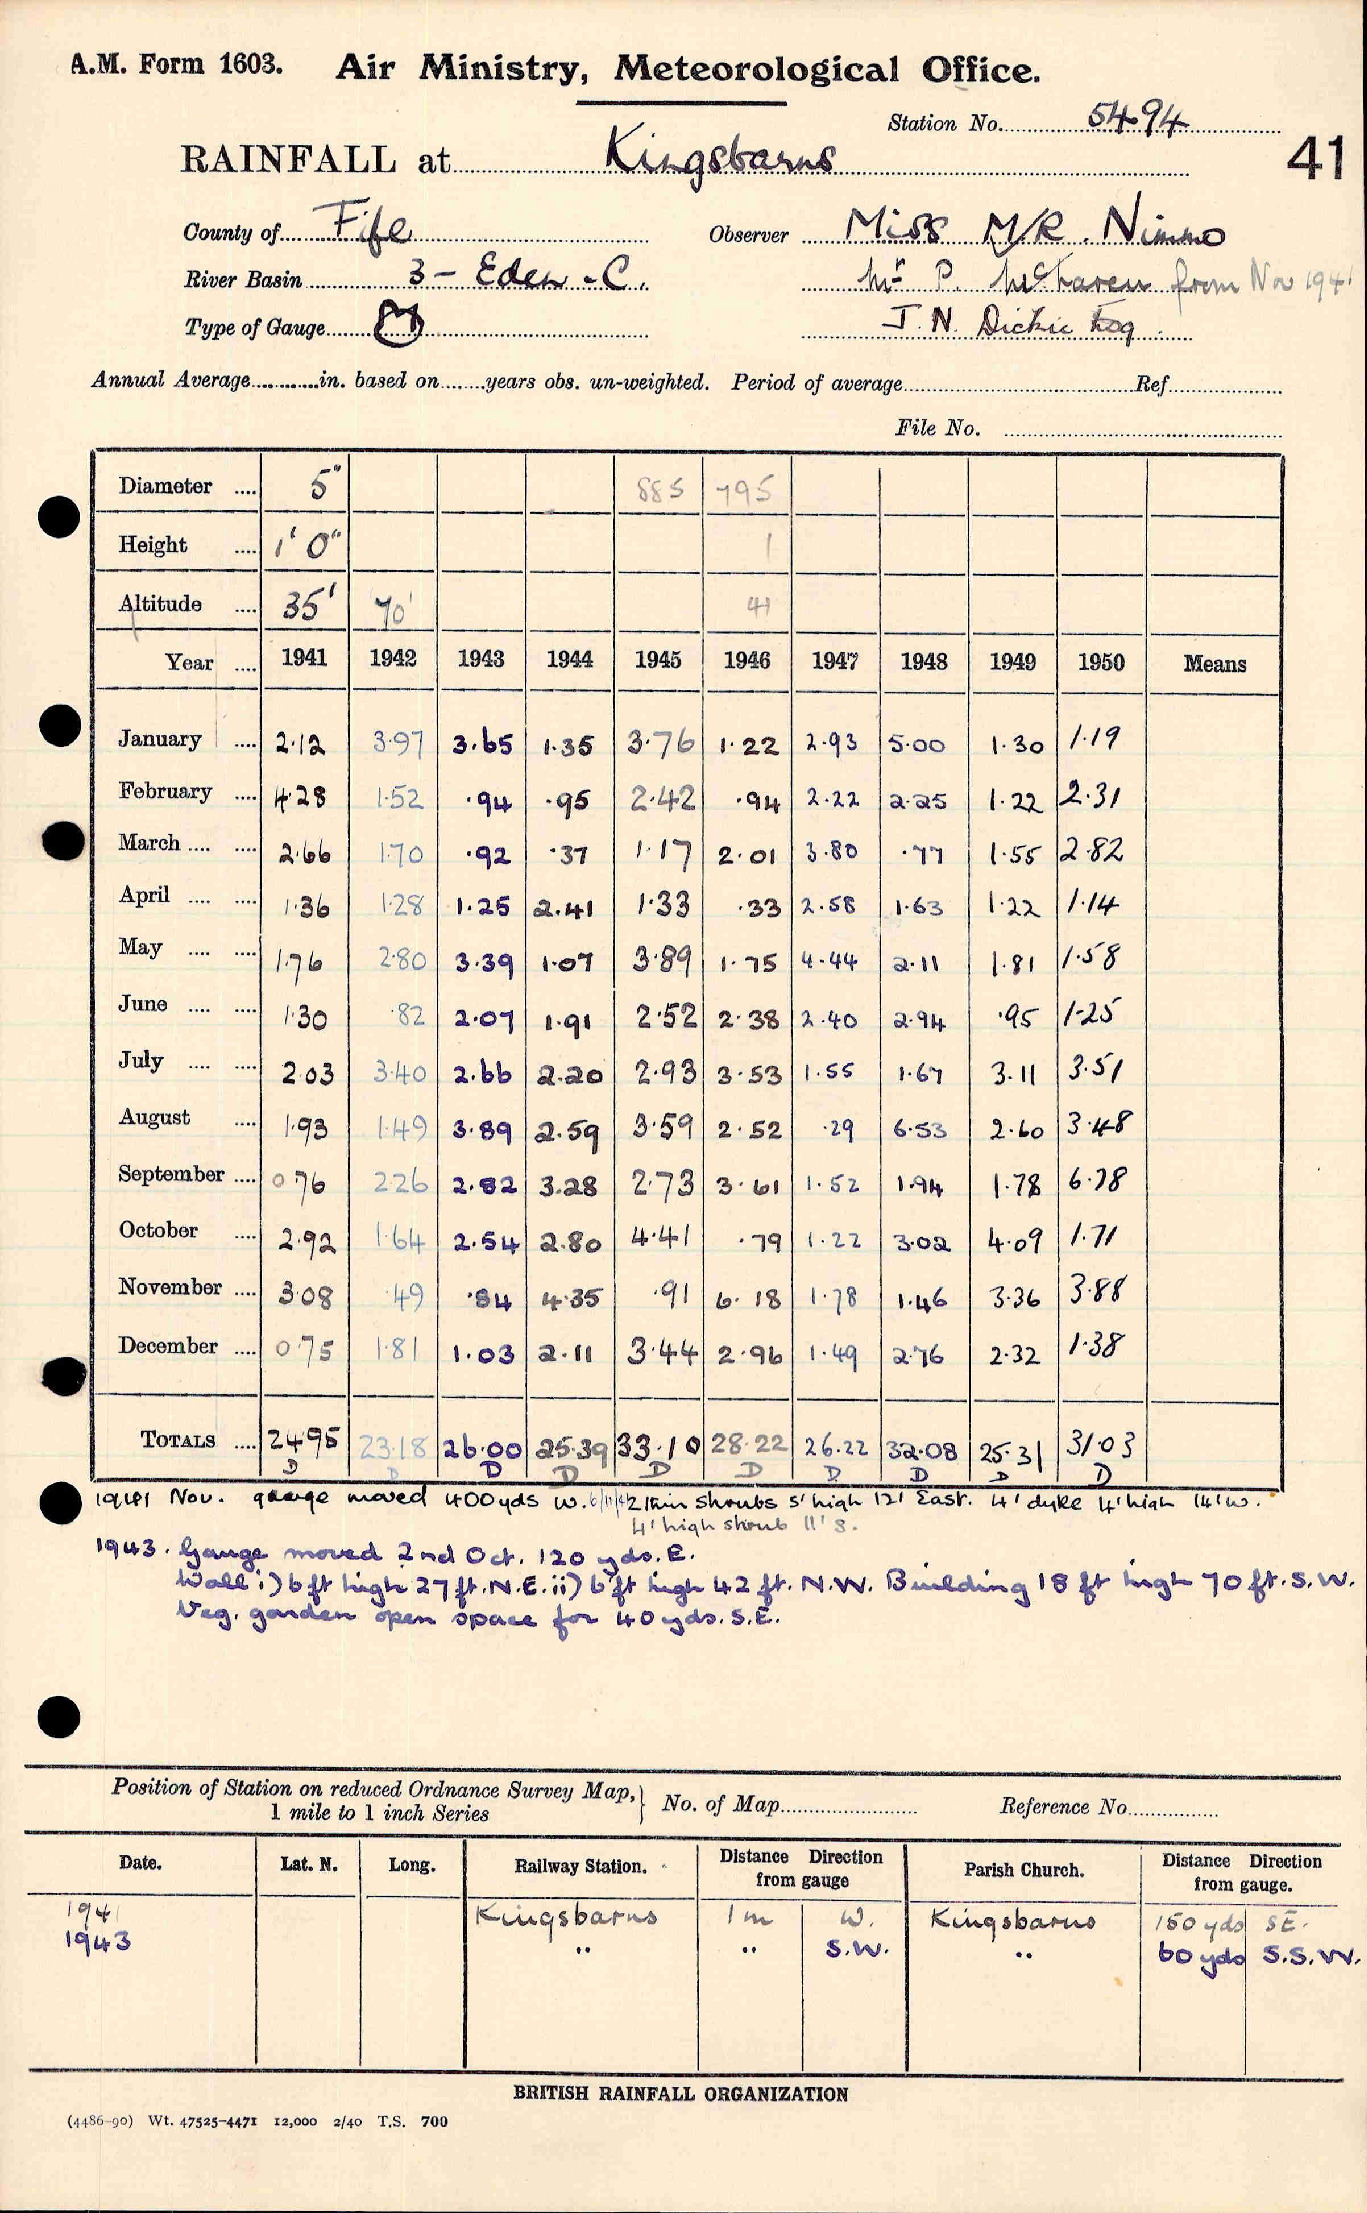 A.M. Form 1603. Air Ministry, Meteorological Office.
Station No. 5494
41
RAINFALL at Kingsbarns
County of Fife Observer Miss M.R. Nimmo
River Basin 3 - Eden - C. Mr P. McLaren from Nov 1941
Type of Gauge M J. N. Dickie Esq
Annual Average............in. based on........years obs. un-weighted. Period of average Ref
File No.
Diameter .... 5" 885 795
Height .... 1' 0" 1
Altitude .... 35' 70' 41
Year .... 1941 1942 1943 1944 1945 1946 1947 1948 1949 1950 Means
January .... 2.12 3.97 3.65 1.35 3.76 1.22 2.93 5.00 1.30 1.19
February .... 4.28 1.52 .94 .95 2.42 .94 2.22 2.25 1.22 2.31
March .... .... 2.66 1.70 .92 .37 1.17 2.01 3.80 .77 1.55 2.82
April .... .... 1.36 1.28 1.25 2.41 1.33 .33 2.58 1.63 1.22 1.14
May .... .... 1.76 2.80 3.39 1.07 3.89 1.75 4.44 2.11 1.81 1.58
June .... .... 1.30 .82 2.07 1.91 2.52 2.38 2.40 2.94 .95 1.25
July .... .... 2.03 3.40 2.66 2.20 2.93 3.53 1.55 1.67 3.11 3.51
August .... 1.93 1.49 3.89 2.59 3.59 2.52 .29 6.53 2.60 3.48
September .... 0.76 2.26 2.82 3.28 2.73 3.61 1.52 1.94 1.78 6.78
October .... 2.92 1.64 2.54 2.80 4.41 .79 1.22 3.02 4.09 1.71
November .... 3.08 .49 .84 4.35 .91 6.18 1.78 1.46 3.36 3.88
December .... 0.75 1.81 1.03 2.11 3.44 2.96 1.49 2.76 2.32 1.38
TOTALS .... 24.95 23.18 26.00 25.39 33.10 28.22 26.22 32.08 25.31 31.03
D D D D D D D D D D
1941 Nov. gauge moved 400yds W. 6/11/42 shrubs 5' high 12' East. 4' dyke 4' high 14' W.
4' high shrub 11' S.
1943. Gauge moved 2nd Oct. 120 yds. E.
Wall i) 6ft high 27ft. N.E. ii) 6ft high 42 ft. N.W. Building 18 ft high 70 ft. S.W.
Veg. garden open space for 40 yds. S.E.
Position of Station on reduced Ordnance Survey Map, No. of Map Reference No.
1 mile to 1 inch Series
Date. Lat. N. Long. Railway Station. Distance Direction from gauge Parish Church. Distance Direction from gauge.
1941 Kingsbarns 1m W. Kingsbarns 150 yds SE.
1943 " " S.W. " 60 yds S.S.W.
BRITISH RAINFALL ORGANIZATION
(4486-90) Wt. 47525-4471 12,000 2/40 T.S. 700